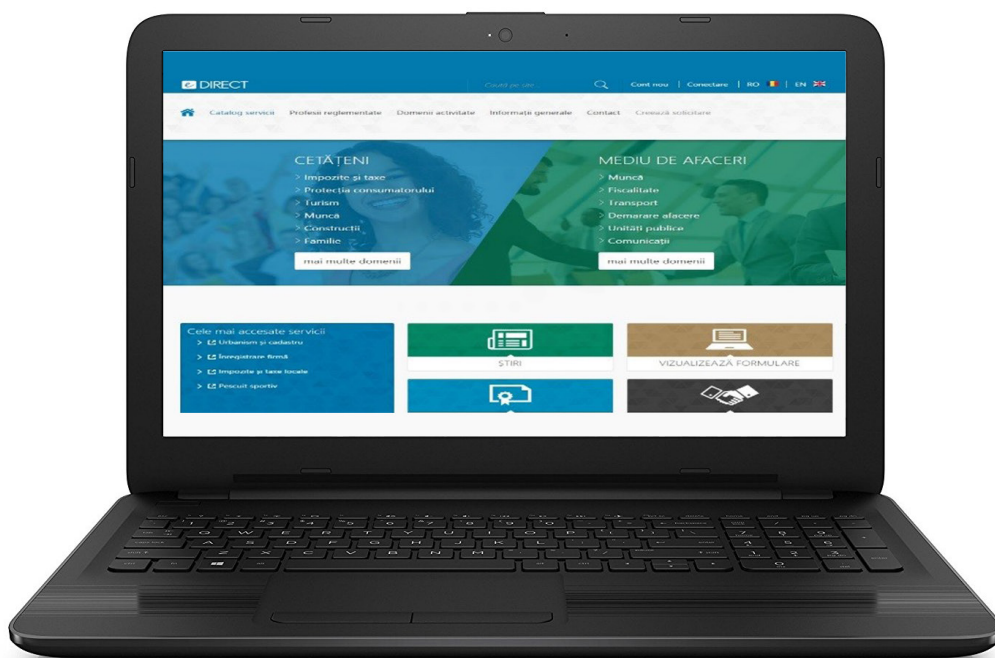 e DIRECT
Caută pe site
Cont nou | Conectare | RO | EN
Catalog servicii Profesii reglementate Domenii activitate Informații generale Contact Creează solicitare
CETĂȚENI
> Impozite și taxe
> Protecția consumatorului
> Turism
> Muncă
> Construcții
> Familie
mai multe domenii
MEDIU DE AFACERI
> Muncă
> Fiscalitate
> Transport
> Demarare afacere
> Unități publice
> Comunicații
mai multe domenii
Cele mai accesate servicii
> Urbanism și cadastru
> Înregistrare firmă
> Impozite și taxe locale
> Pescuit sportiv
ȘTIRI
VIZUALIZEAZĂ FORMULARE
Q W E R T Y U I O P
A S D F G H J K L
Z X C V B N M